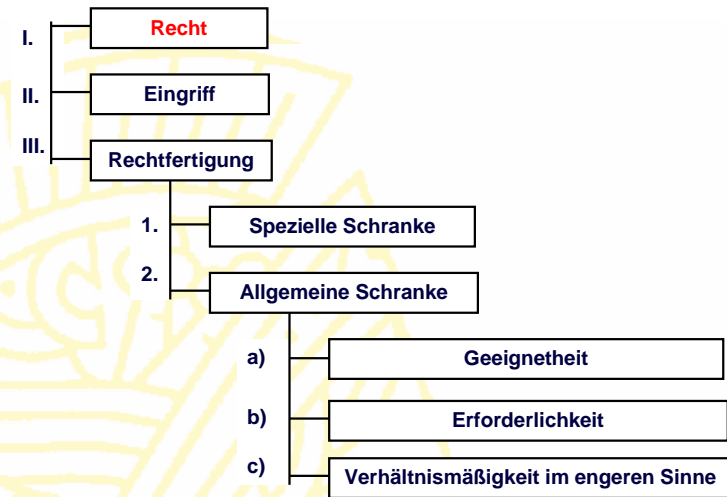 I. Recht
II. Eingriff
III. Rechtfertigung
1. Spezielle Schranke
2. Allgemeine Schranke
a) Geeignetheit
b) Erforderlichkeit
c) Verhältnismäßigkeit im engeren Sinne